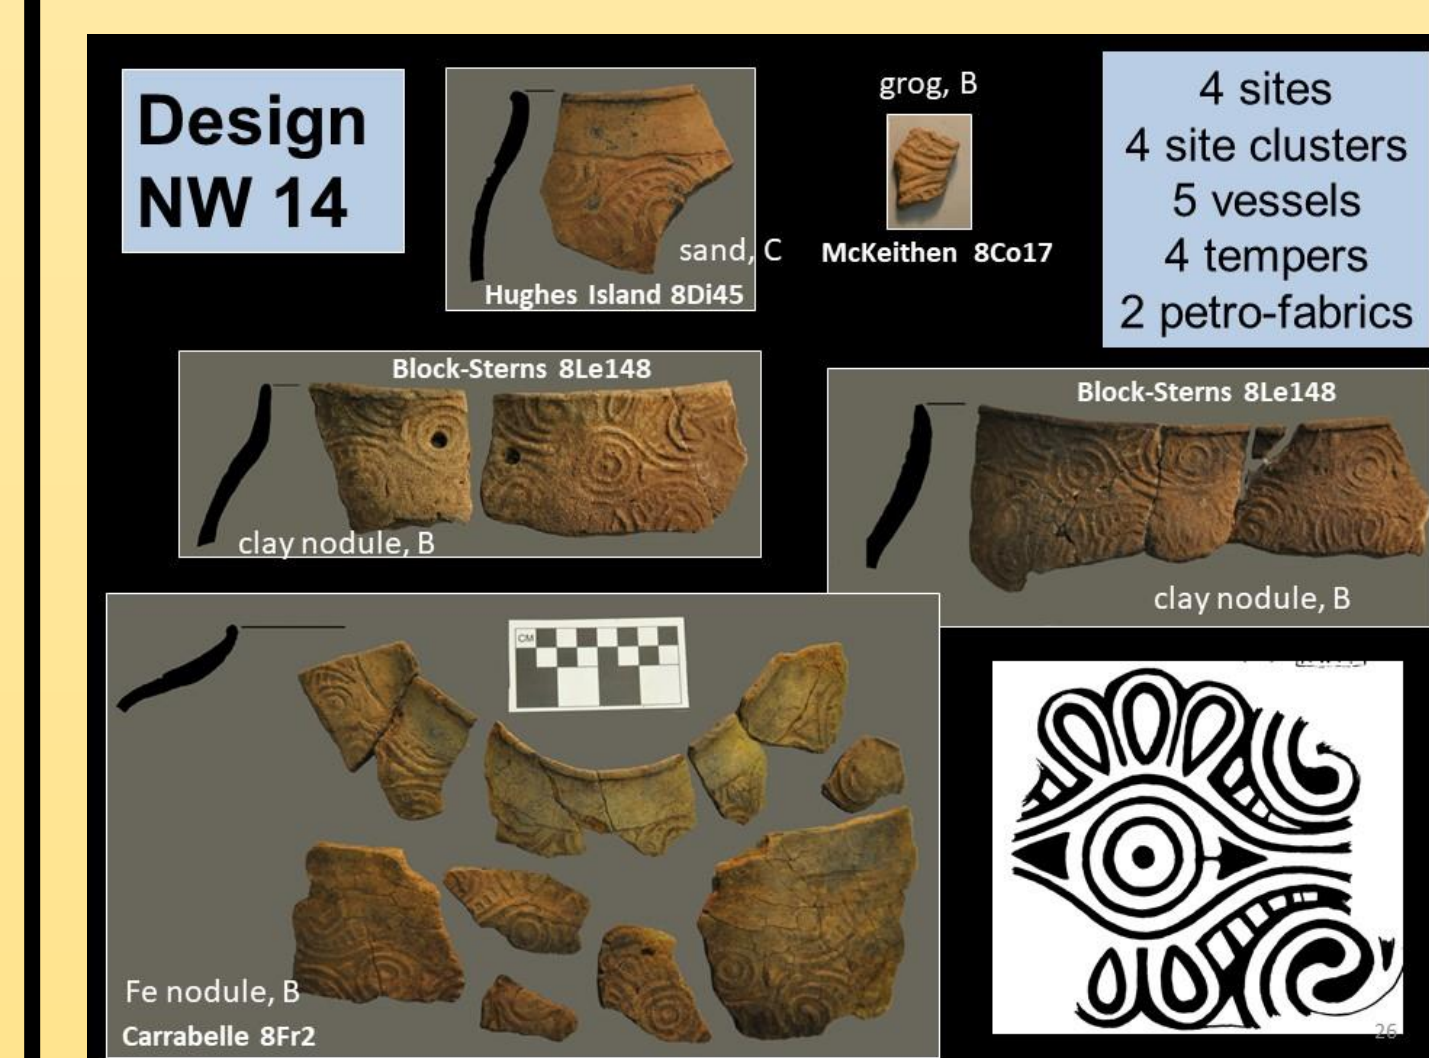 Design
NW 14
grog, B
4 sites
4 site clusters
5 vessels
4 tempers
2 petro-fabrics
sand, C
Hughes Island 8Di45
McKeithen 8Co17
Block-Sterns 8Le148
clay nodule, B
Block-Sterns 8Le148
clay nodule, B
CM
Fe nodule, B
Carrabelle 8Fr2
26